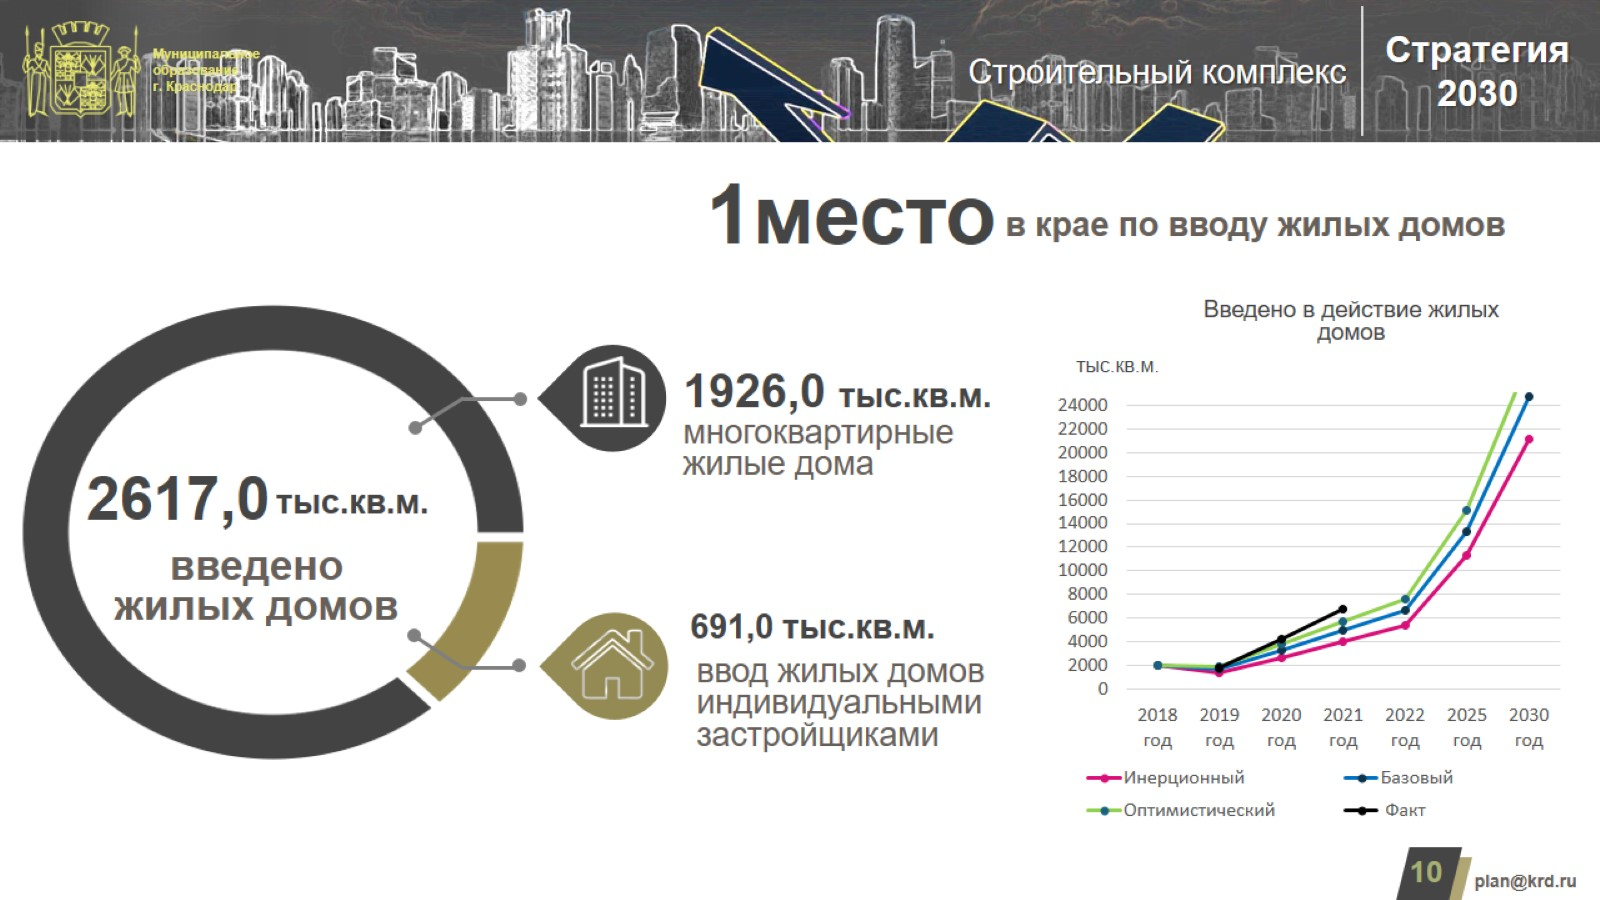 Муниципальное
образование
г. Краснодар
Строительный комплекс
Стратегия
2030
1место в крае по вводу жилых домов
2617,0 тыс.кв.м.
введено
жилых домов
1926,0 тыс.кв.м.
многоквартирные
жилые дома
691,0 тыс.кв.м.
ввод жилых домов
индивидуальными
застройщиками
Введено в действие жилых
домов
тыс.кв.м.
24000
22000
20000
18000
16000
14000
12000
10000
8000
6000
4000
2000
0
2018 2019 2020 2021 2022 2025 2030
год год год год год год год
Инерционный Базовый
Оптимистический Факт
10
plan@krd.ru